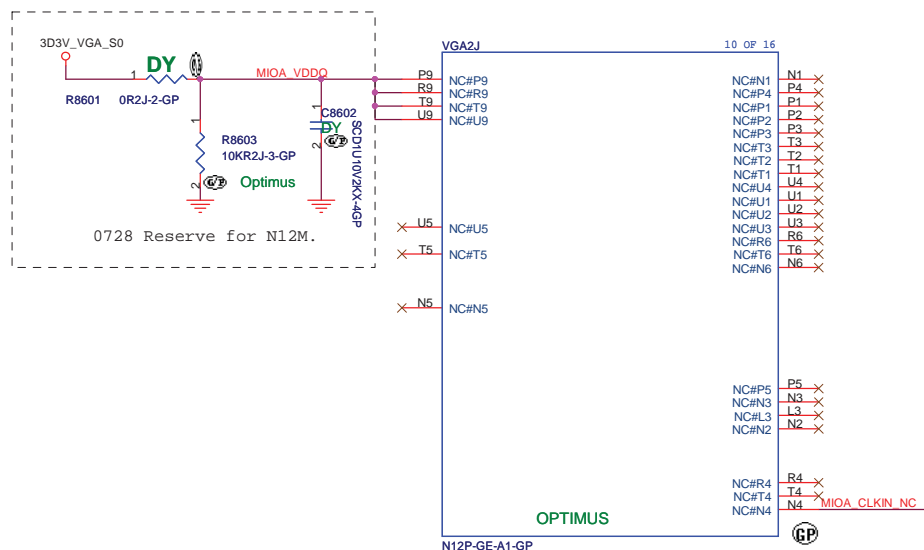 3D3V_VGA_S0
1
DY
R8601
0R2J-2-GP
MIOA_VDDQ
1
R8603
10KR2J-3-GP
2
G/P
Optimus
1
C8602
DY
2
G/P
SCD1U10V2KX-4GP
0728 Reserve for N12M.
VGA2J
10 OF 16
P9 NC#P9
R9 NC#R9
T9 NC#T9
U9 NC#U9
U5 NC#U5
T5 NC#T5
N5 NC#N5
NC#N1 N1
NC#P4 P4
NC#P1 P1
NC#P2 P2
NC#P3 P3
NC#T3 T3
NC#T2 T2
NC#T1 T1
NC#U4 U4
NC#U1 U1
NC#U2 U2
NC#U3 U3
NC#R6 R6
NC#T6 T6
NC#N6 N6
NC#P5 P5
NC#N3 N3
NC#L3 L3
NC#N2 N2
NC#R4 R4
NC#T4 T4
NC#N4 N4
MIOA_CLKIN_NC
OPTIMUS
GP
N12P-GE-A1-GP